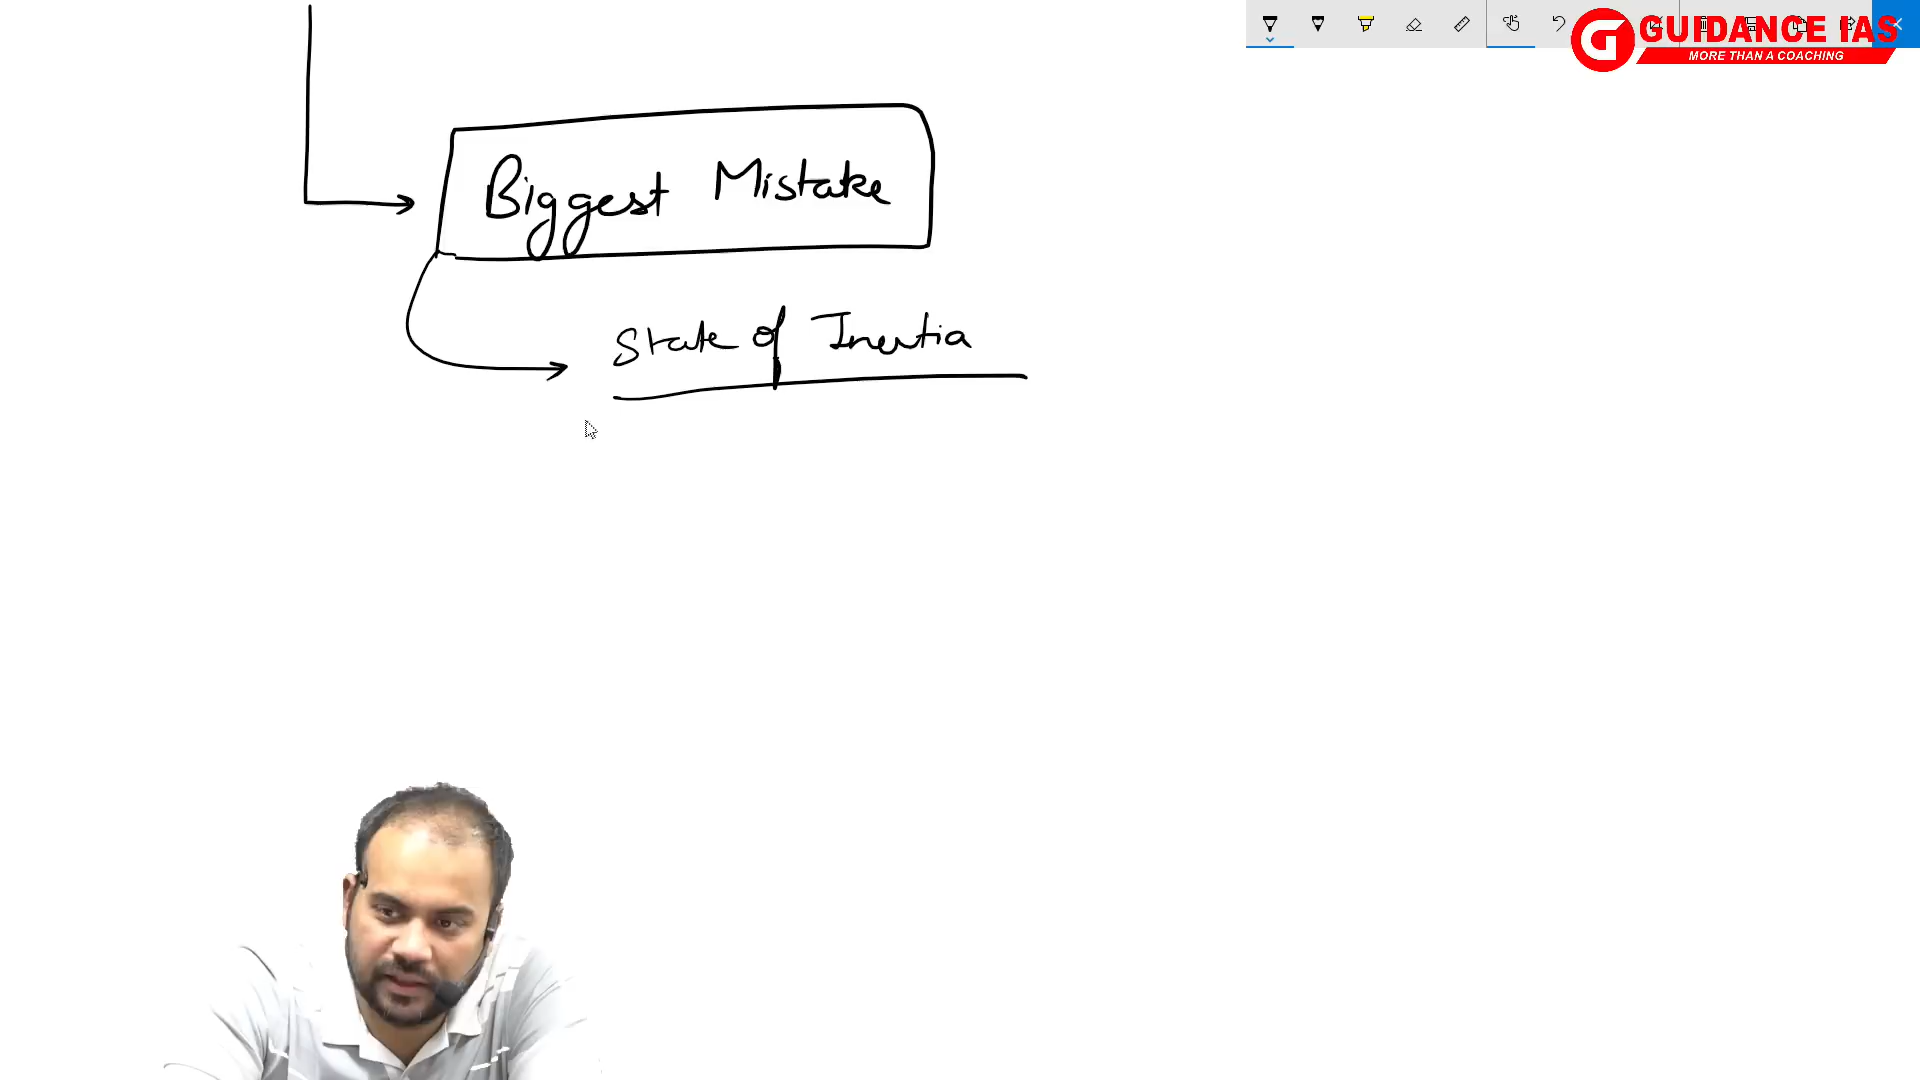 GUIDANCE IAS
MORE THAN A COACHING
Biggest Mistake
State of Inertia